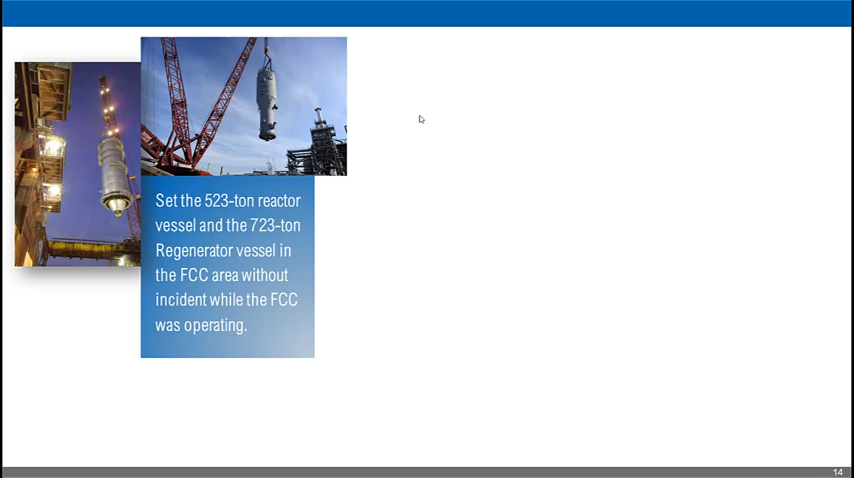 Set the 523-ton reactor
vessel and the 723-ton
Regenerator vessel in
the FCC area without
incident while the FCC
was operating.
14